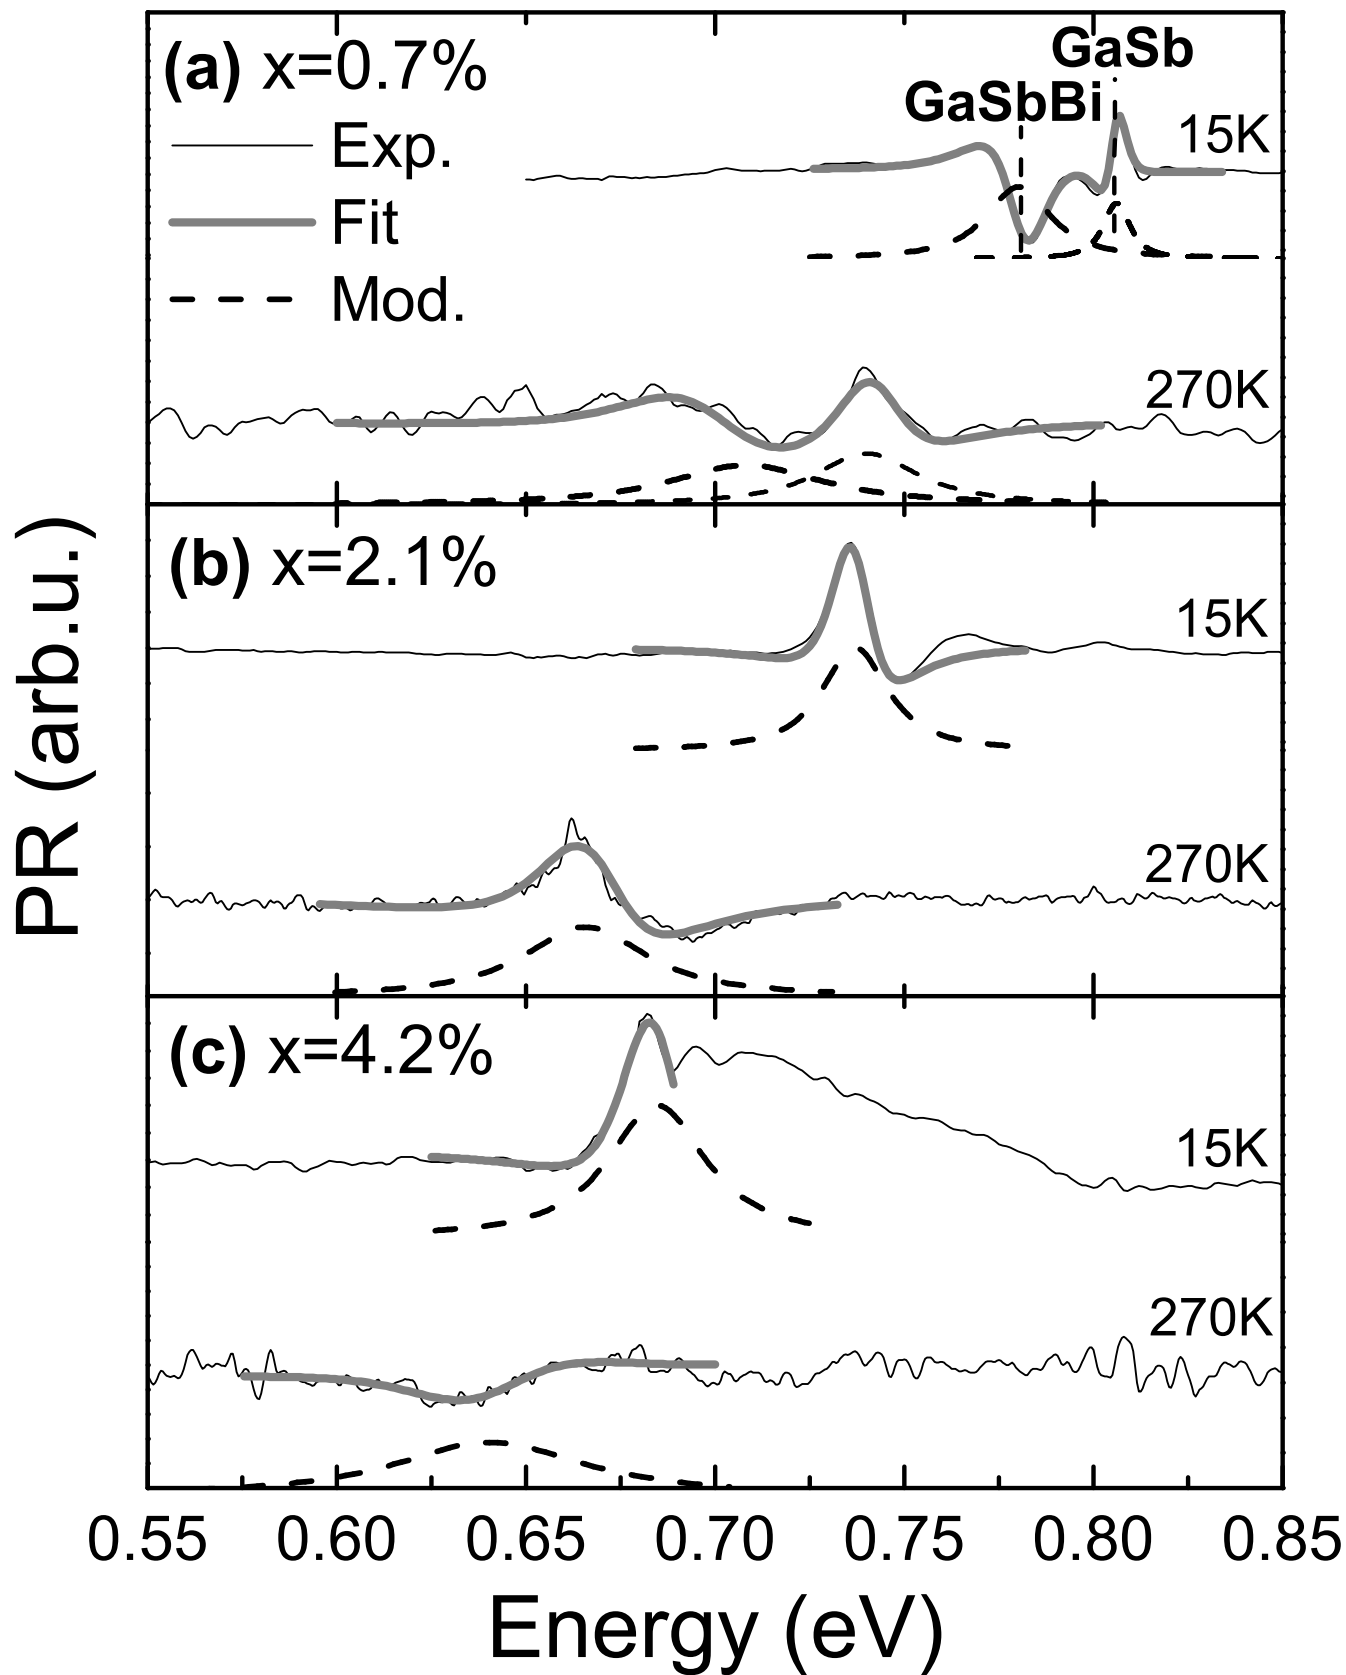 (a) x=0.7%
Exp.
Fit
Mod.
GaSb
GaSbBi
15K
270K
(b) x=2.1%
15K
270K
(c) x=4.2%
15K
270K
PR (arb.u.)
0.55 0.60 0.65 0.70 0.75 0.80 0.85
Energy (eV)